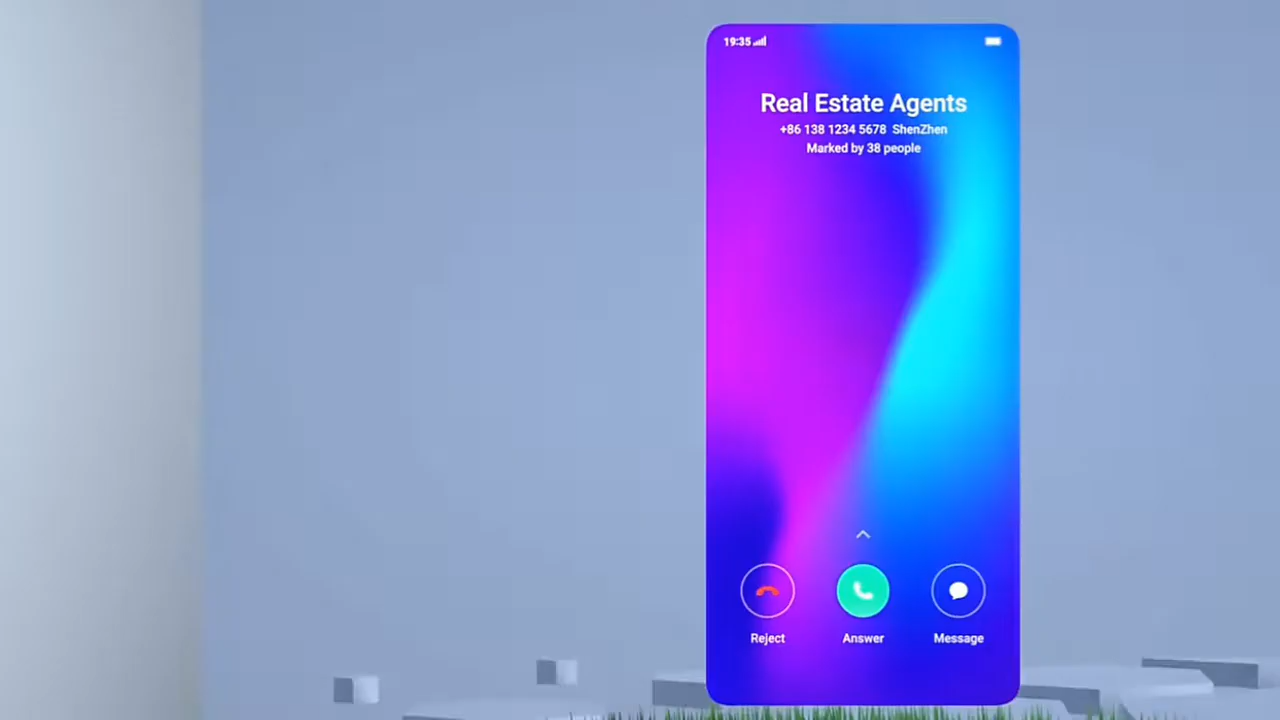 19:35
Real Estate Agents
+86 138 1234 5678 ShenZhen
Marked by 38 people
Reject Answer Message